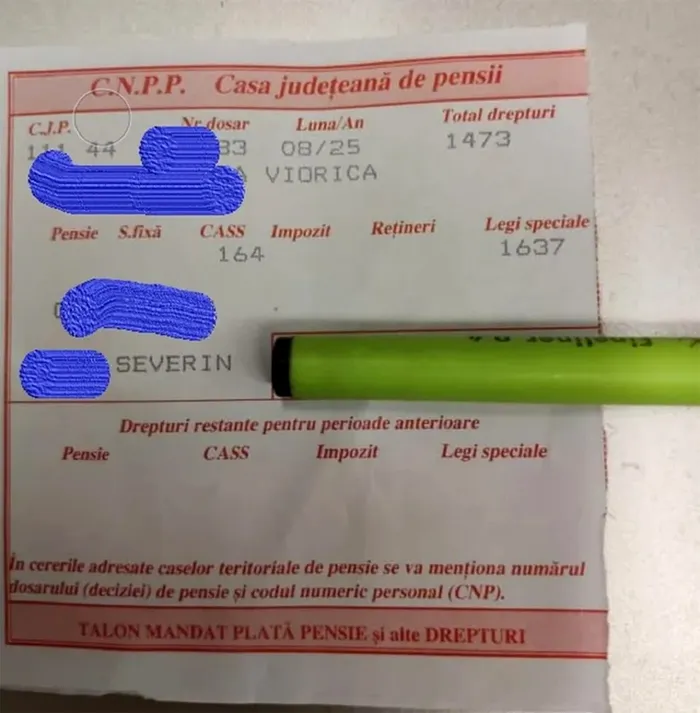 C.N.P.P. Casa județeană de pensii
C.J.P. Nr dosar Luna/An Total drepturi
44 33 08/25 1473
A VIORICA
Pensie S.fixă CASS Impozit Rețineri Legi speciale
164 1637
SEVERIN
Drepturi restante pentru perioade anterioare
Pensie CASS Impozit Legi speciale
În cererile adresate caselor teritoriale de pensie se va menționa numărul
dosarului (deciziei) de pensie și codul numeric personal (CNP).
TALON MANDAT PLATĂ PENSIE și alte DREPTURI